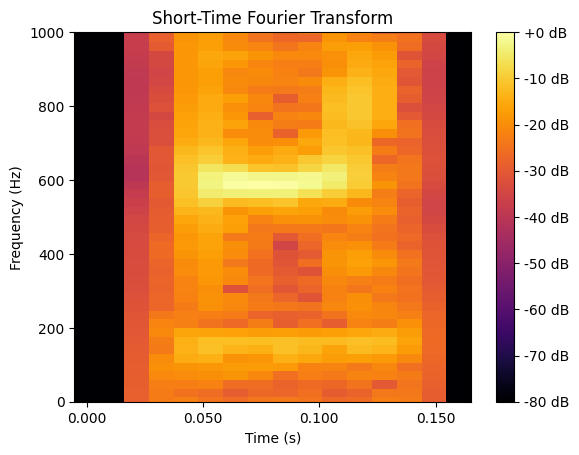 Short-Time Fourier Transform
Frequency (Hz)
1000
800
600
400
200
0
0.000
0.050
0.100
0.150
Time (s)
+0 dB
-10 dB
-20 dB
-30 dB
-40 dB
-50 dB
-60 dB
-70 dB
-80 dB